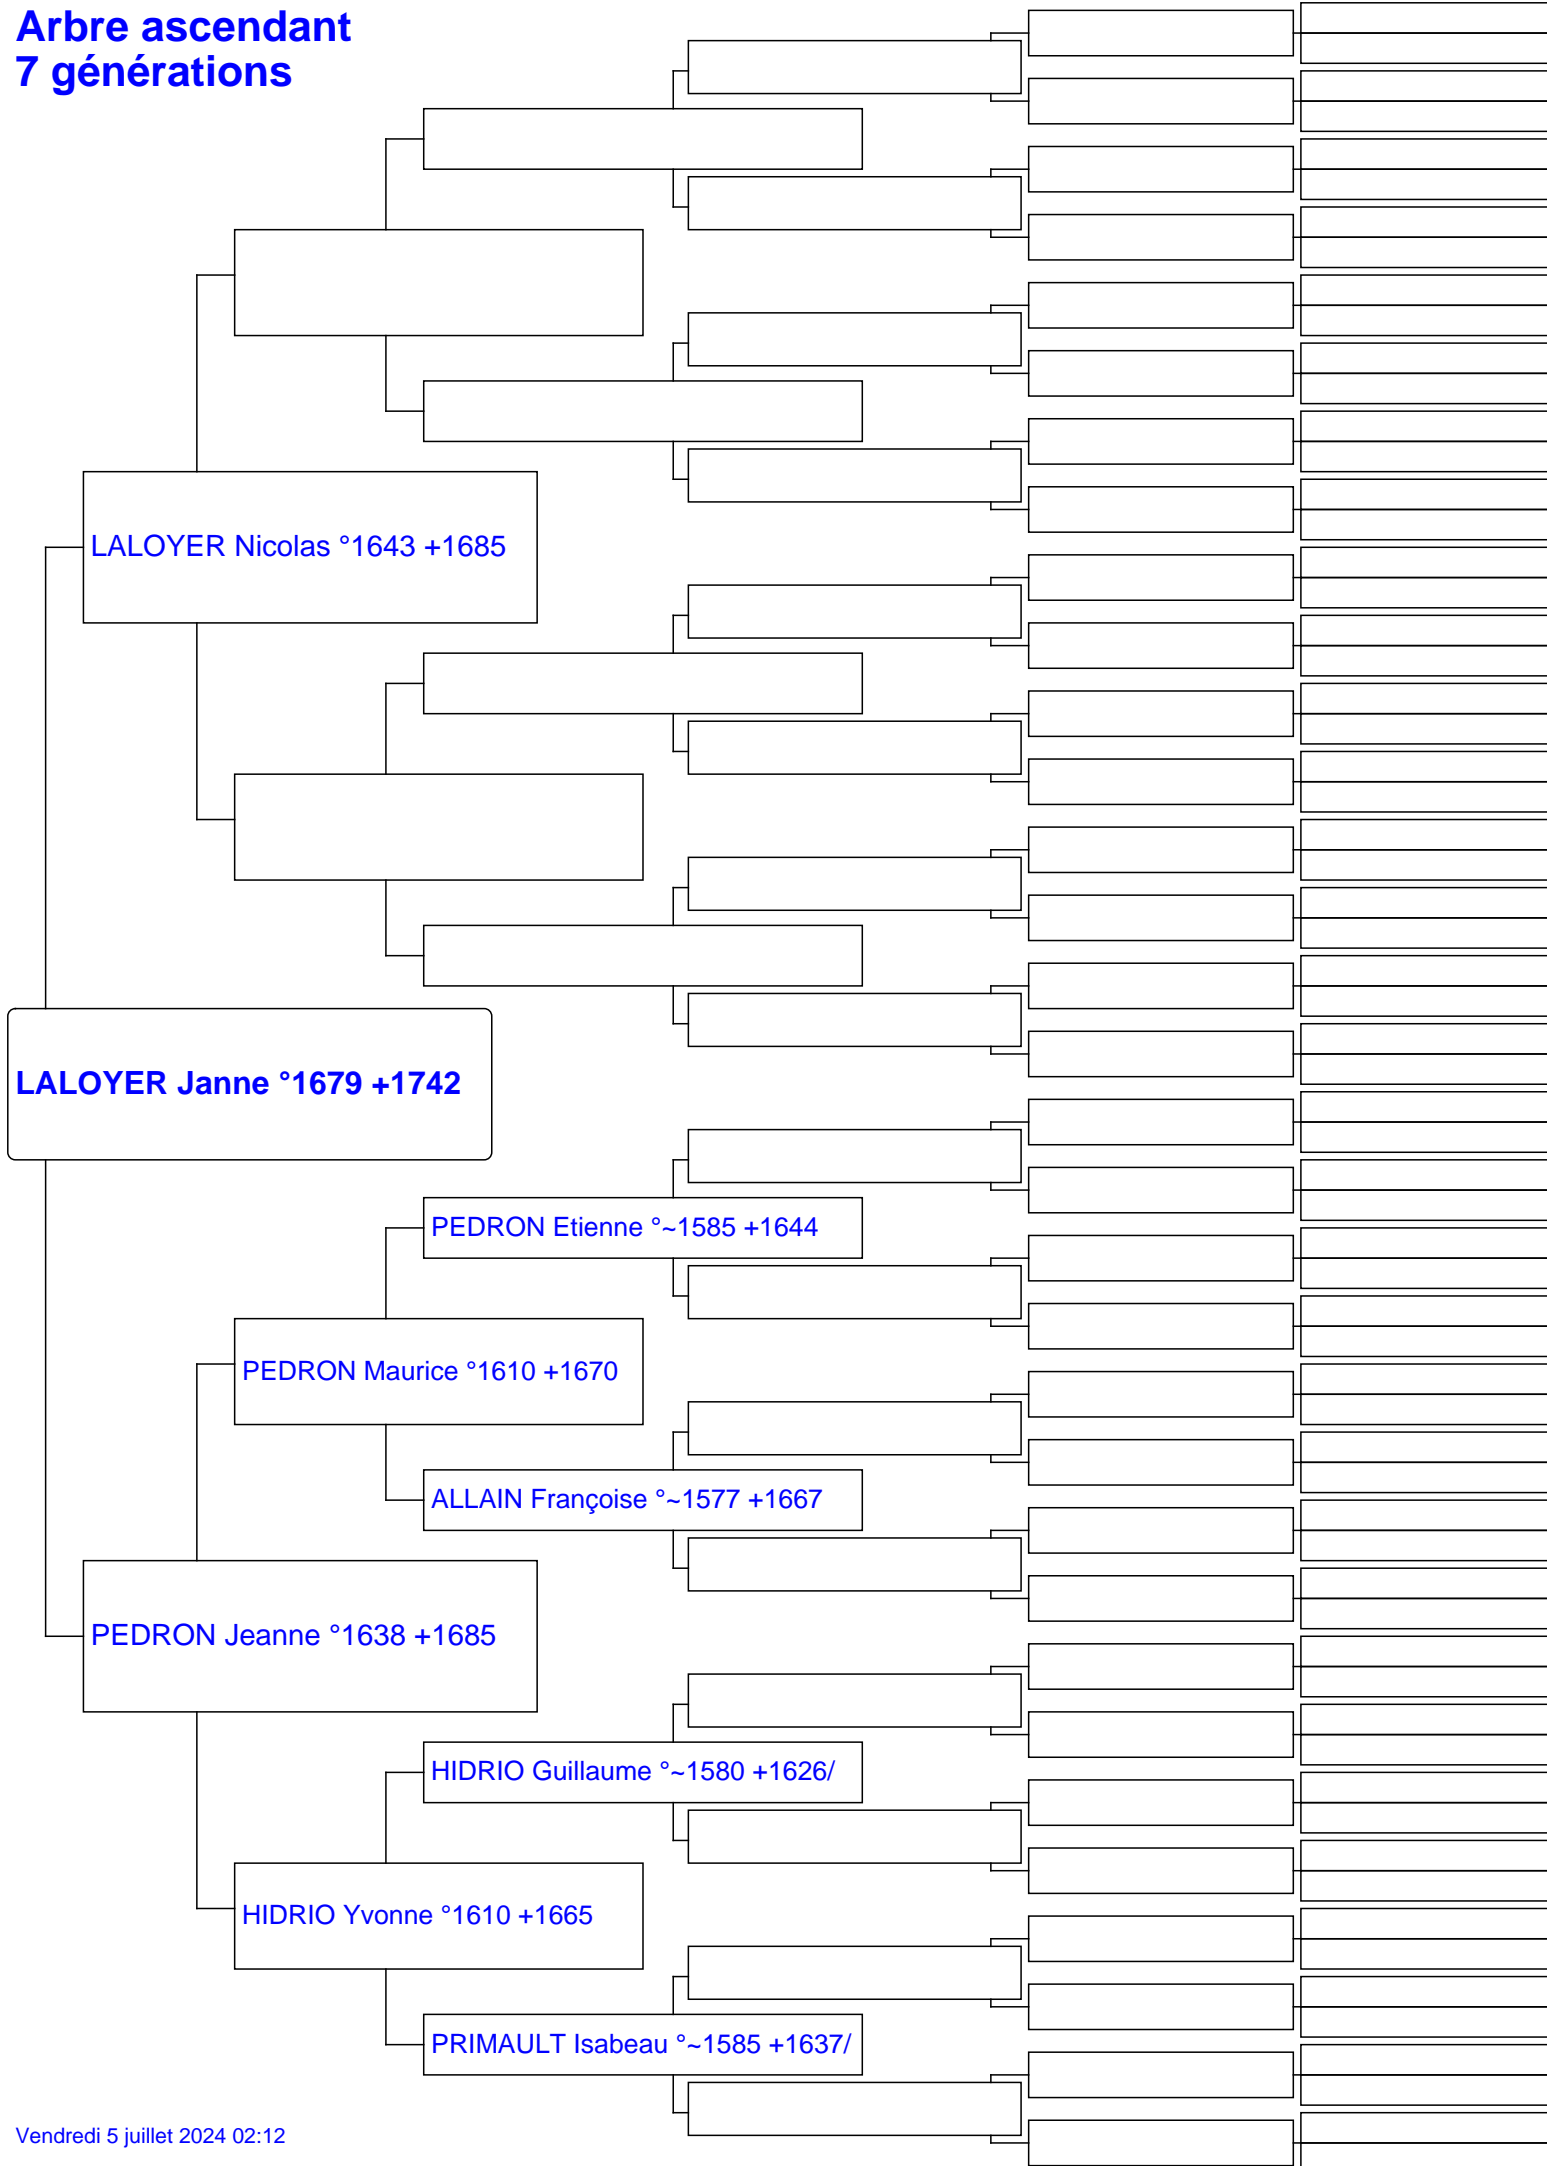 Arbre ascendant
7 générations
LALOYER Nicolas °1643 +1685
LALOYER Janne °1679 +1742
PEDRON Etienne °~1585 +1644
PEDRON Maurice °1610 +1670
ALLAIN Françoise °~1577 +1667
PEDRON Jeanne °1638 +1685
HIDRIO Guillaume °~1580 +1626/
HIDRIO Yvonne °1610 +1665
PRIMAULT Isabeau °~1585 +1637/
Vendredi 5 juillet 2024 02:12